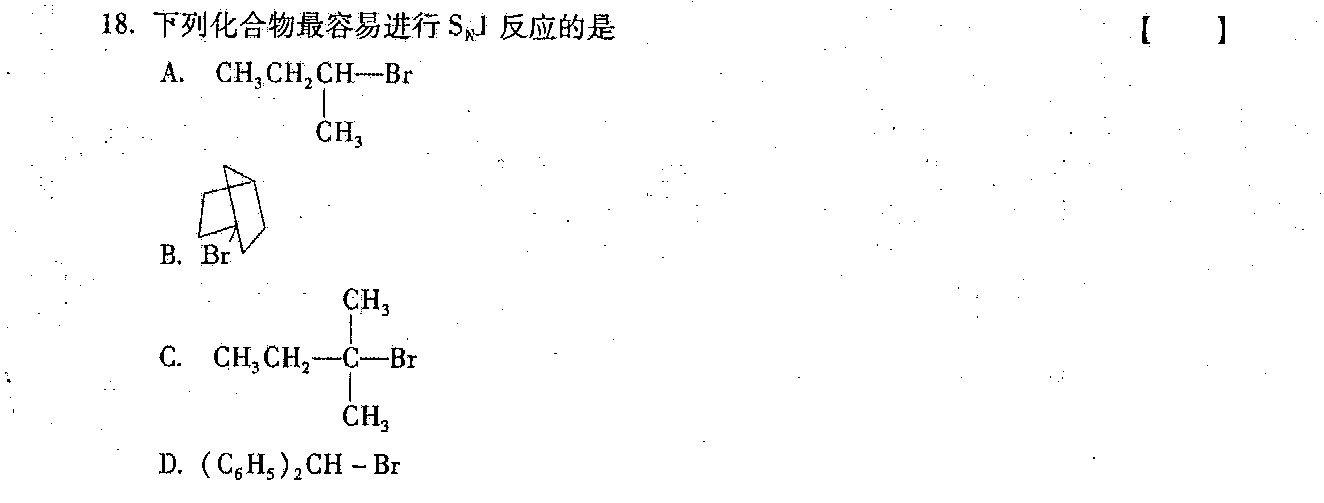 18. 下列化合物最容易进行 SN1 反应的是 【 】
A. CH3CH2CH—Br
CH3
B. Br
CH3
C. CH3CH2—C—Br
CH3
D. (C6H5)2CH - Br